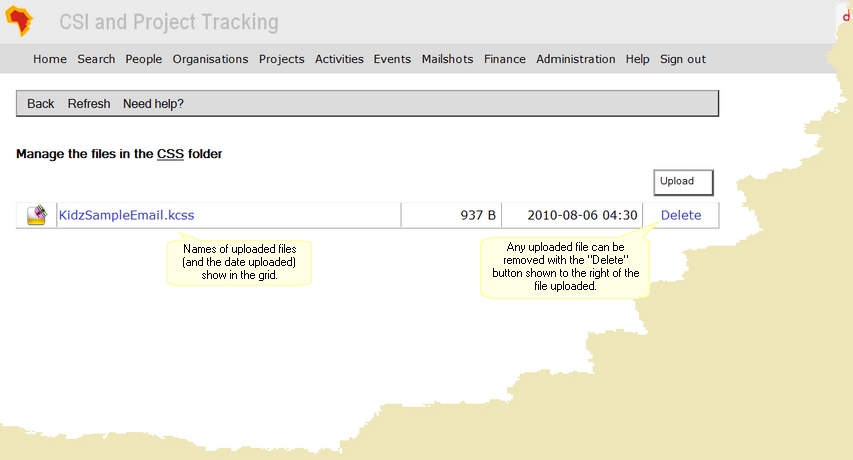 CSI and Project Tracking
Home Search People Organisations Projects Activities Events Mailshots Finance Administration Help Sign out
Back Refresh Need help?
Manage the files in the CSS folder
Upload
KidzSampleEmail.kcss 937 B 2010-08-06 04:30 Delete
Names of uploaded files
(and the date uploaded)
show in the grid.
Any uploaded file can be
removed with the "Delete"
button shown to the right of the
file uploaded.